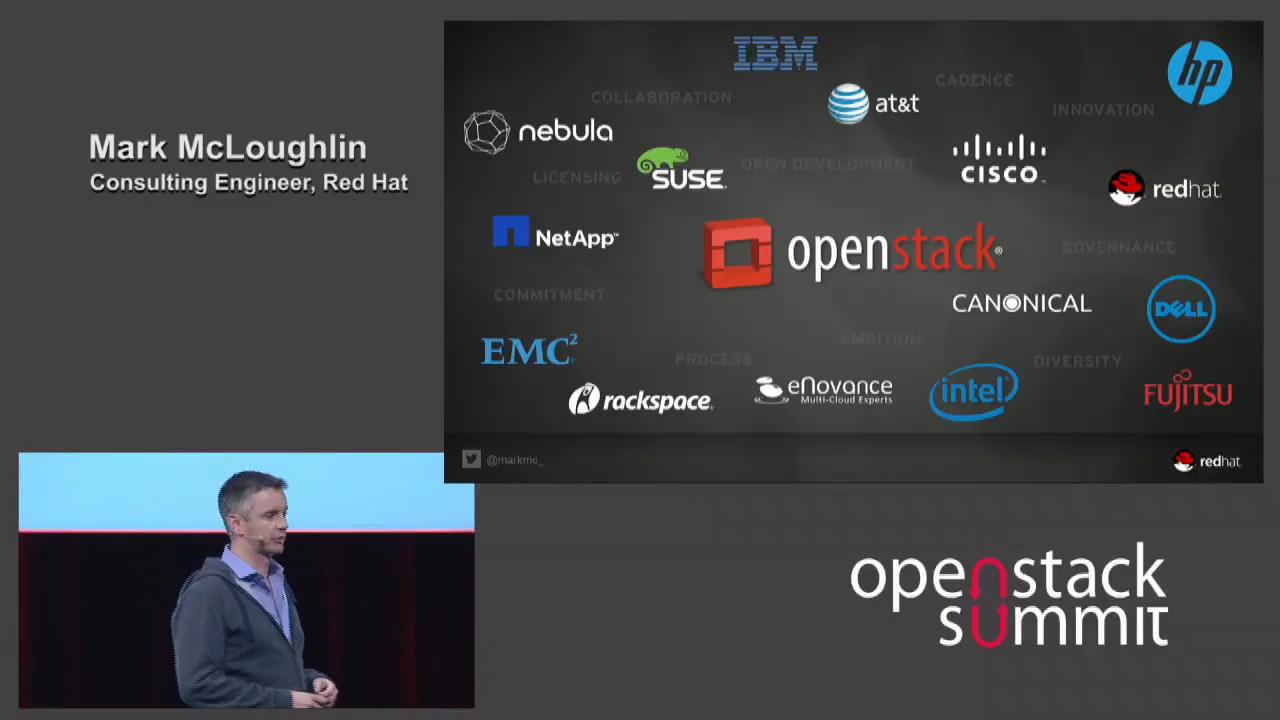 Mark McLoughlin
Consulting Engineer, Red Hat
IBM
hp
CADENCE
COLLABORATION
at&t
INNOVATION
nebula
SUSE
OPEN DEVELOPMENT
CISCO
LICENSING
redhat.
NetApp™
openstack®
GOVERNANCE
COMMITMENT
CANONICAL
DELL
EMC²
PROCESS
AMBITION
DIVERSITY
rackspace
eNovance
Multi-Cloud Experts
intel
FUJITSU
@markmc_
redhat.
openstack
summit